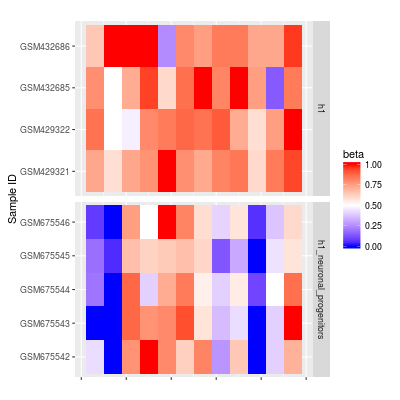 Sample ID
GSM432686
GSM432685
GSM429322
GSM429321
h1
GSM675546
GSM675545
GSM675544
GSM675543
GSM675542
h1_neuronal_progenitors
beta
1.00
0.75
0.50
0.25
0.00